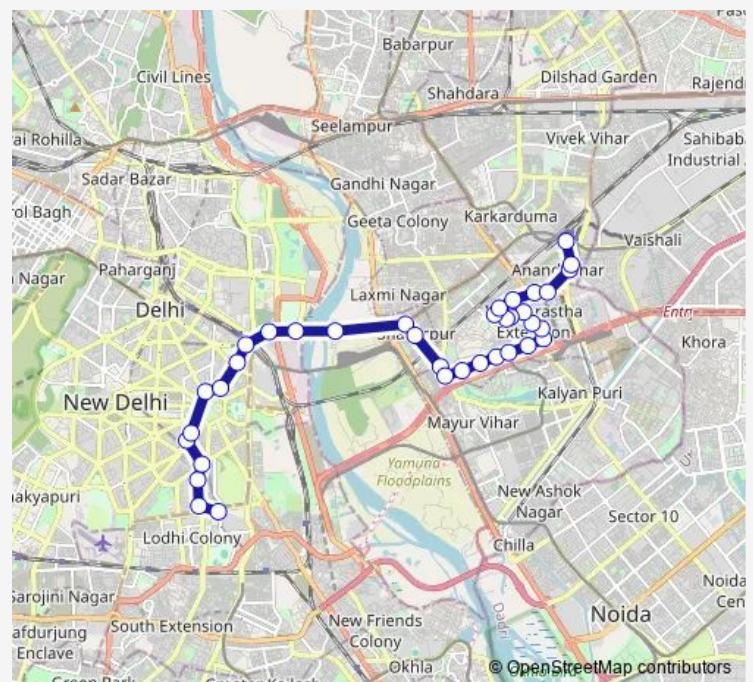 Babarpur
Civil Lines
Dilshad Garden
Shahdara
Rajend
Seelampur
ai Rohilla
Vivek Vihar
Sahibab
Industrial
Sadar Bazar
Gandhi Nagar
ol Bagh
Geeta Colony
Karkarduma
Vaishali
Nagar
Paharganj
Laxmi Nagar
Delhi
Entry
Extension
Khora
New Delhi
Kalyan Puri
Mayur Vihar
Yamuna
Floodplains
akyapuri
New Ashok
Nagar
Sector 10
Lodhi Colony
Chilla
Sarojini Nagar
Noida
Cen
Dadri
South Extension
New Friends
Colony
Noida
afdurjung
Enclave
Okhla
© OpenStreetMap contributors